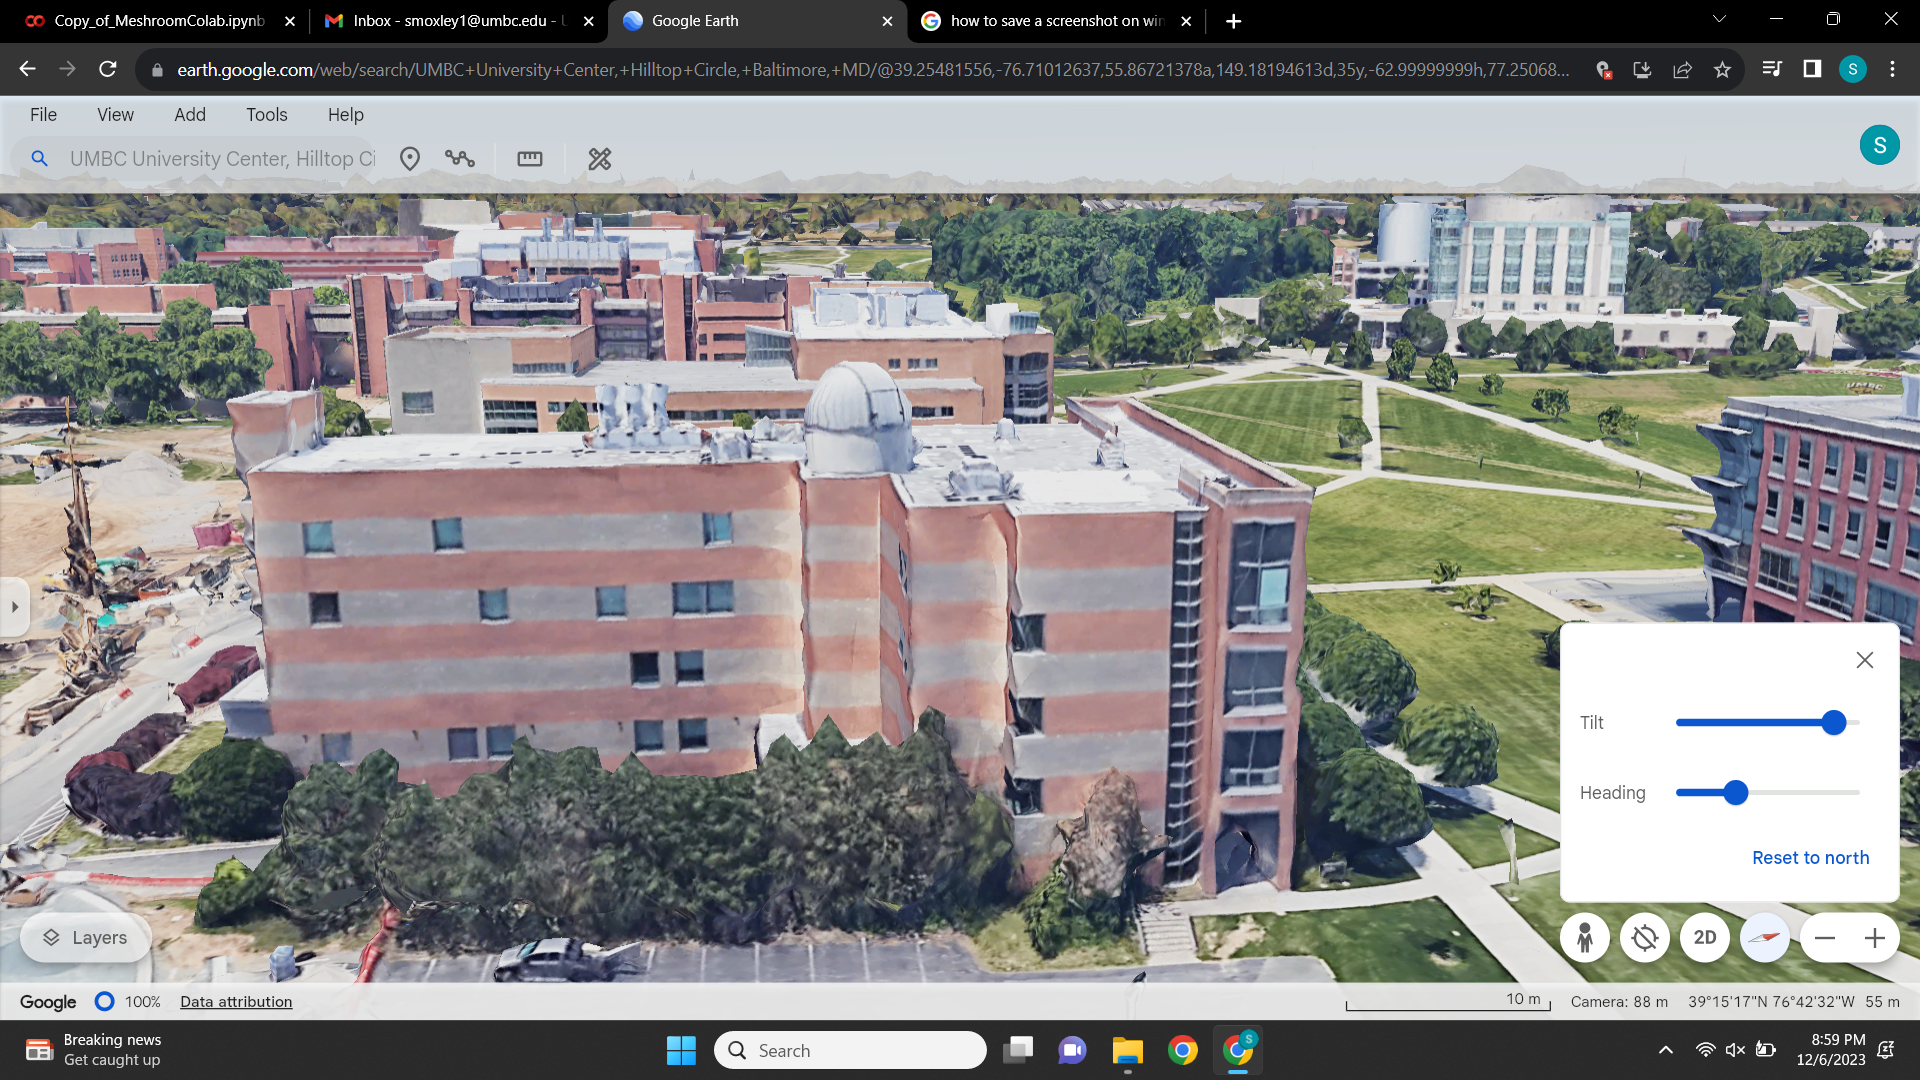 Copy_of_MeshroomColab.ipynb
Inbox - smoxley1@umbc.edu - U
Google Earth
how to save a screenshot on win
earth.google.com/web/search/UMBC+University+Center,+Hilltop+Circle,+Baltimore,+MD/@39.25481556,-76.71012637,55.86721378a,149.18194613d,35y,-62.99999999h,77.25068...
S
File View Add Tools Help
UMBC University Center, Hilltop Ci
S
UMBC
Tilt
Heading
Reset to north
Layers
2D
Google 100% Data attribution
10 m
Camera: 88 m 39°15'17"N 76°42'32"W 55 m
Breaking news
Get caught up
Search
S
8:59 PM
12/6/2023